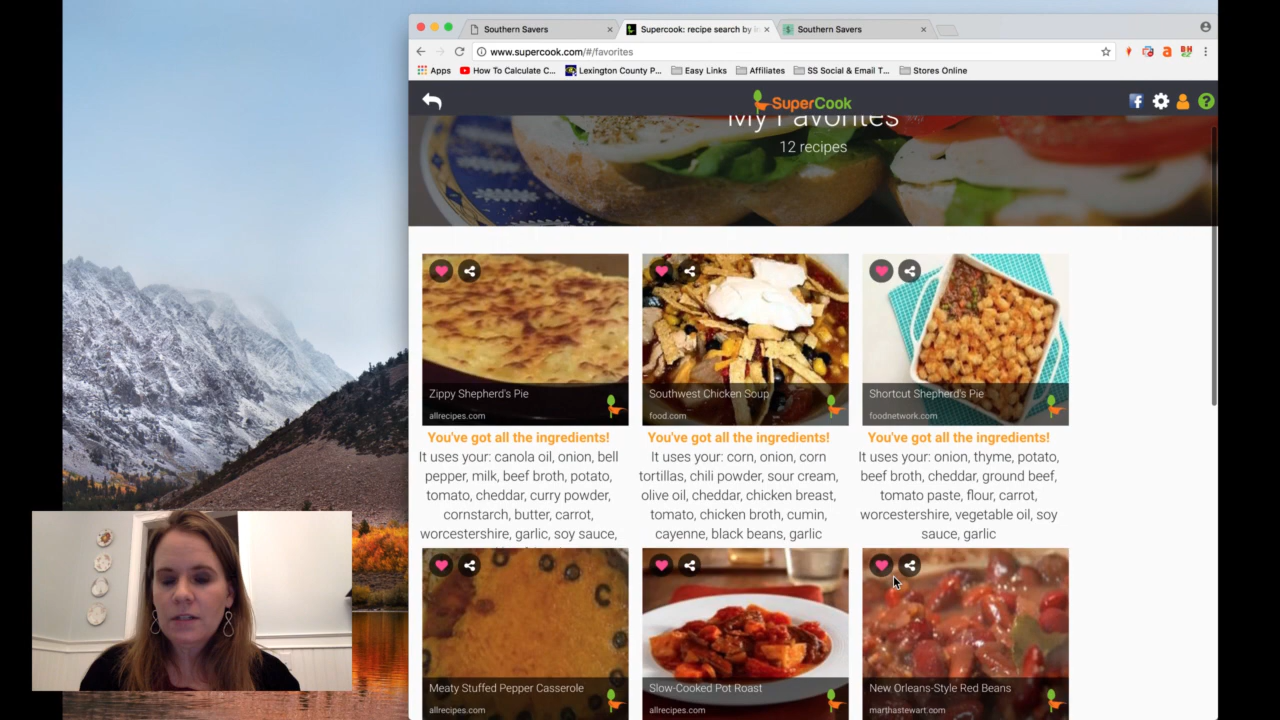 Southern Savers
Supercook: recipe search by i
Southern Savers
www.supercook.com/#/favorites
Apps
How To Calculate C...
Lexington County P...
Easy Links
Affiliates
SS Social & Email T...
Stores Online
SuperCook
My Favorites
12 recipes
Zippy Shepherd's Pie
allrecipes.com
You've got all the ingredients!
It uses your: canola oil, onion, bell
pepper, milk, beef broth, potato,
tomato, cheddar, curry powder,
cornstarch, butter, carrot,
worcestershire, garlic, soy sauce,
Southwest Chicken Soup
food.com
You've got all the ingredients!
It uses your: corn, onion, corn
tortillas, chili powder, sour cream,
olive oil, cheddar, chicken breast,
tomato, chicken broth, cumin,
cayenne, black beans, garlic
Shortcut Shepherd's Pie
foodnetwork.com
You've got all the ingredients!
It uses your: onion, thyme, potato,
beef broth, cheddar, ground beef,
tomato paste, flour, carrot,
worcestershire, vegetable oil, soy
sauce, garlic
Meaty Stuffed Pepper Casserole
allrecipes.com
Slow-Cooked Pot Roast
allrecipes.com
New Orleans-Style Red Beans
marthastewart.com